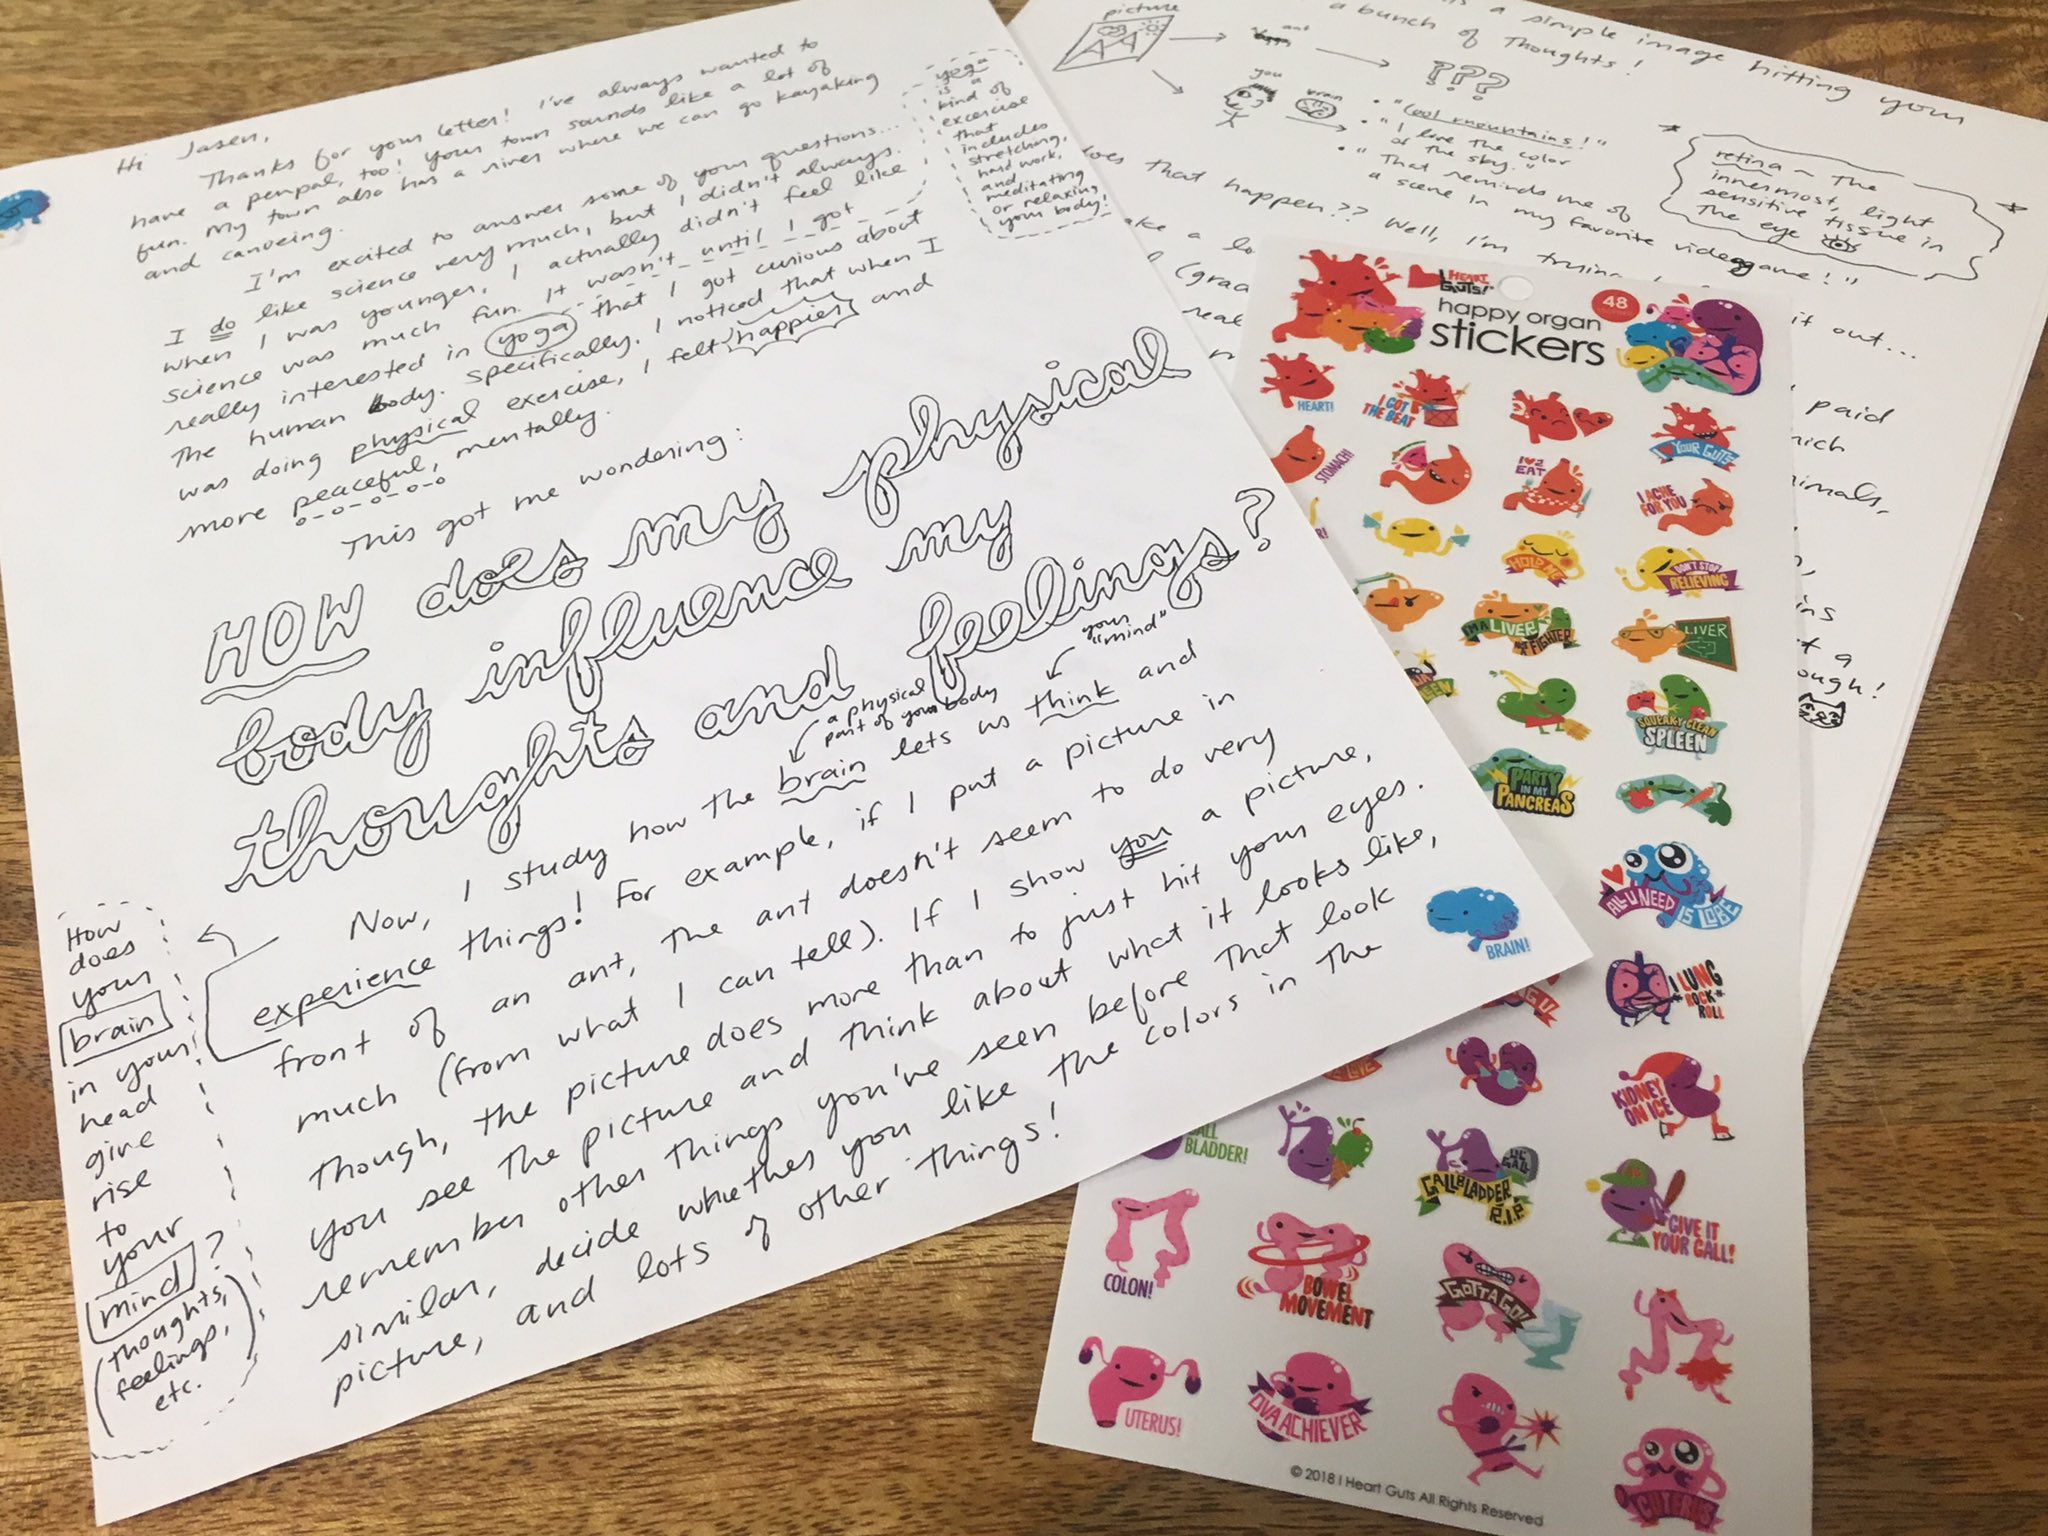 Hi Jasen,
Thanks for your letter! I've always wanted to
have a penpal, too! Your town sounds like a lot of
fun. My town also has a river where we can go kayaking
and canoeing.
I'm excited to answer some of your questions...
I do like science very much, but I didn't always.
When I was younger, I actually didn't feel like
science was much fun. It wasn't until I got
really interested in yoga that I got curious about
the human body. Specifically, I noticed that when I
was doing physical exercise, I felt happier and
more peaceful, mentally.
This got me wondering:
HOW does my physical
body influence my
thoughts and feelings?
a physical
part of your body
your
"mind"
Now, I study how the brain lets us think and
experience things! For example, if I put a picture in
front of an ant, the ant doesn't seem to do very
much (from what I can tell). If I show you a picture,
though, the picture does more than to just hit your eyes.
You see the picture and think about what it looks like,
remember other things you've seen before that look
similar, decide whether you like the colors in the
picture, and lots of other things!
yoga
is a
kind of
excercise
that
includes
stretching,
hard work,
and
meditating
or relaxing
your body!
How
does
your
brain
in your
head
give
rise
to
your
mind?
(thoughts,
feelings,
etc.)
BRAIN!
is a simple image hitting you
a bunch of thoughts!
picture
ant
???
you
brain
• "Cool mountains!"
• "I love the color
of the sky."
• "That reminds me of
a scene in my favorite videogame!"
retina ~ the
innermost, light
sensitive tissue in
the eye
does that happen?? Well, I'm trying
it out...
ake a lo
(grad
real
paid
nimals,
ough!
I HEART
GUTS!
happy organ
stickers
48
HEART!
I GOT
THE BEAT
YOUR GUTS
STOMACH!
I ♥ 2
EAT
I ACHE
FOR YOU
HOLD ME
DON'T STOP
RELIEVING
I'M A LIVER
NOT A FIGHTER
LIVER
SQUEAKY CLEAN
SPLEEN
PARTY
IN MY
PANCREAS
ALL U NEED
IS LOBE
I LUNG
ROCK N
ROLL
KIDNEY
ON ICE
BLADDER!
GALLBLADDER
R.I.P.
GIVE IT
YOUR GALL!
COLON!
BOWEL
MOVEMENT
GOTTA GO!
UTERUS!
OVA ACHIEVER
CUTERUS
© 2018 I Heart Guts All Rights Reserved